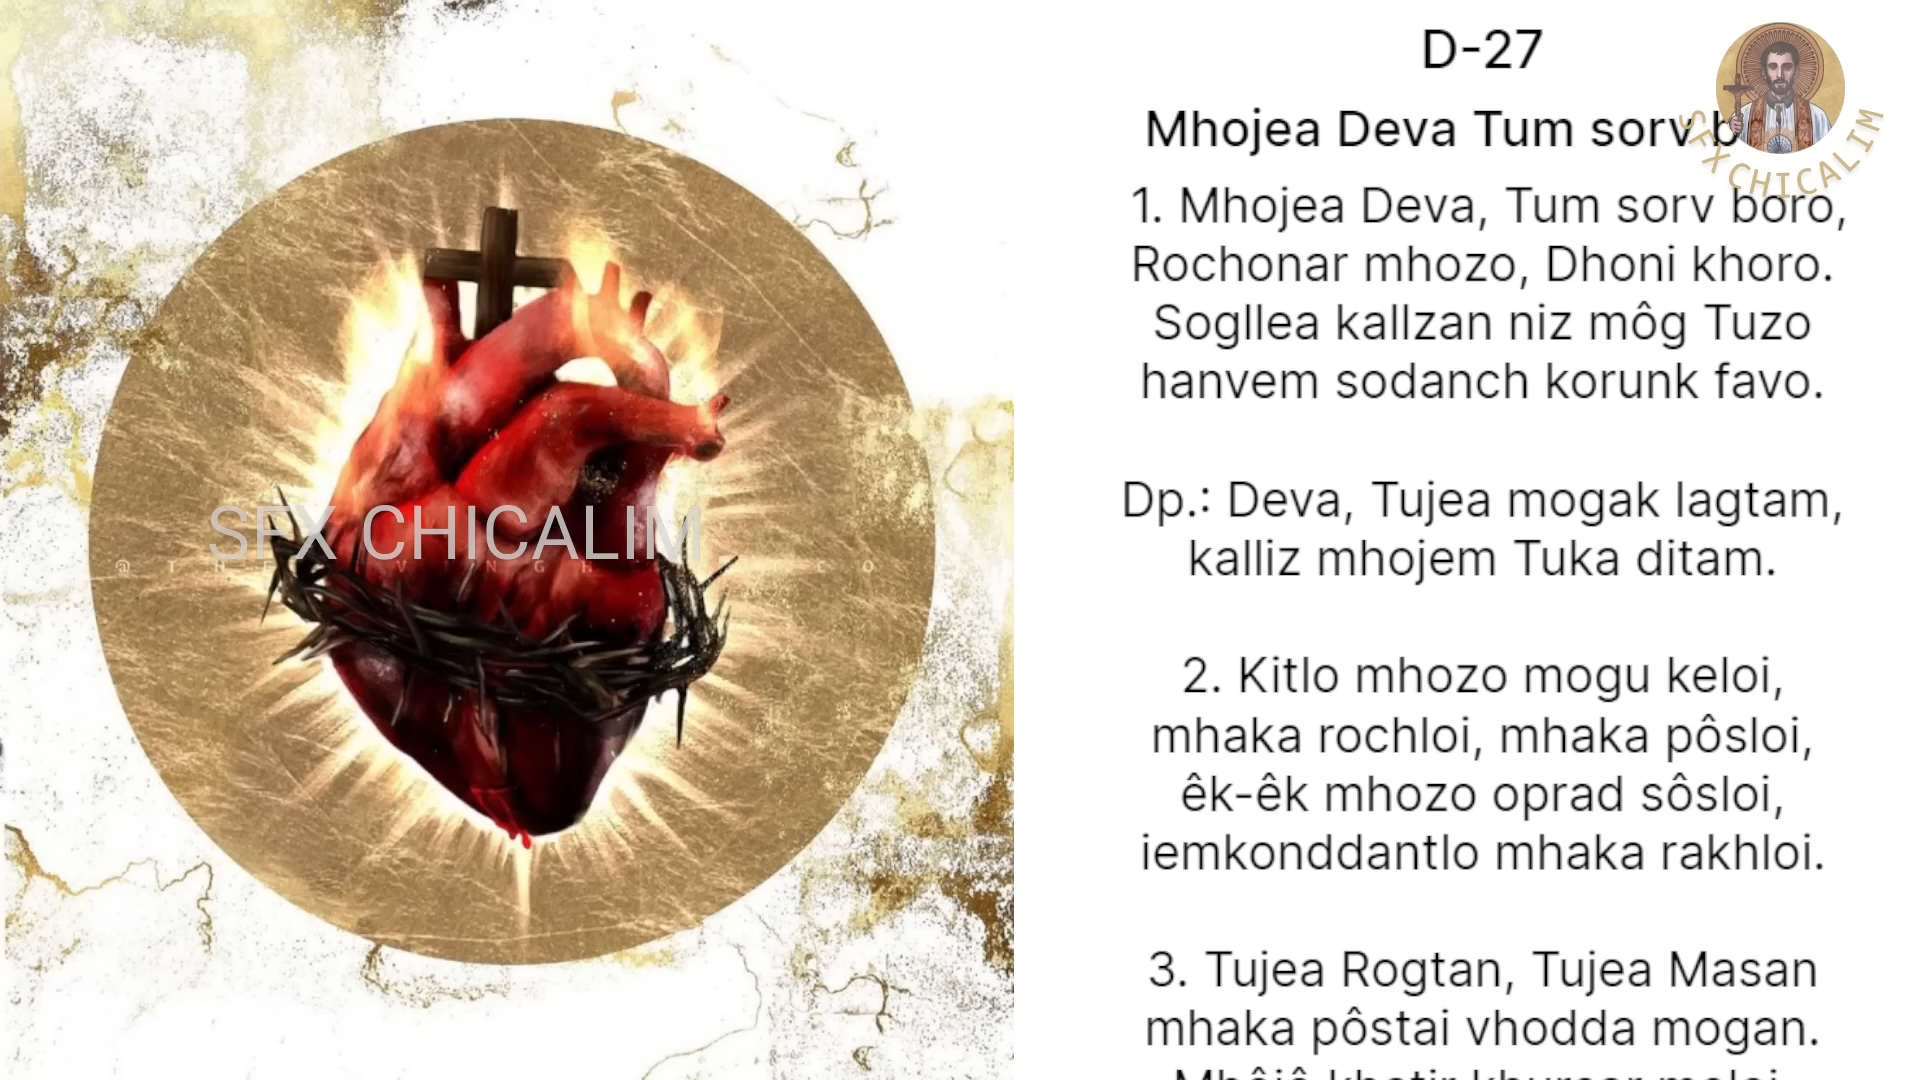 D-27
Mhojea Deva Tum sorv
1. Mhojea Deva, Tum sorv boro,
Rochonar mhozo, Dhoni khoro.
Sogllea kallzan niz môg Tuzo
hanvem sodanch korunk favo.
Dp.: Deva, Tujea mogak lagtam,
kalliz mhojem Tuka ditam.
2. Kitlo mhozo mogu keloi,
mhaka rochloi, mhaka pôsloi,
êk-êk mhozo oprad sôsloi,
iemkonddantlo mhaka rakhloi.
3. Tujea Rogtan, Tujea Masan
mhaka pôstai vhodda mogan.
SFX CHICALIM
SFX CHICALIM